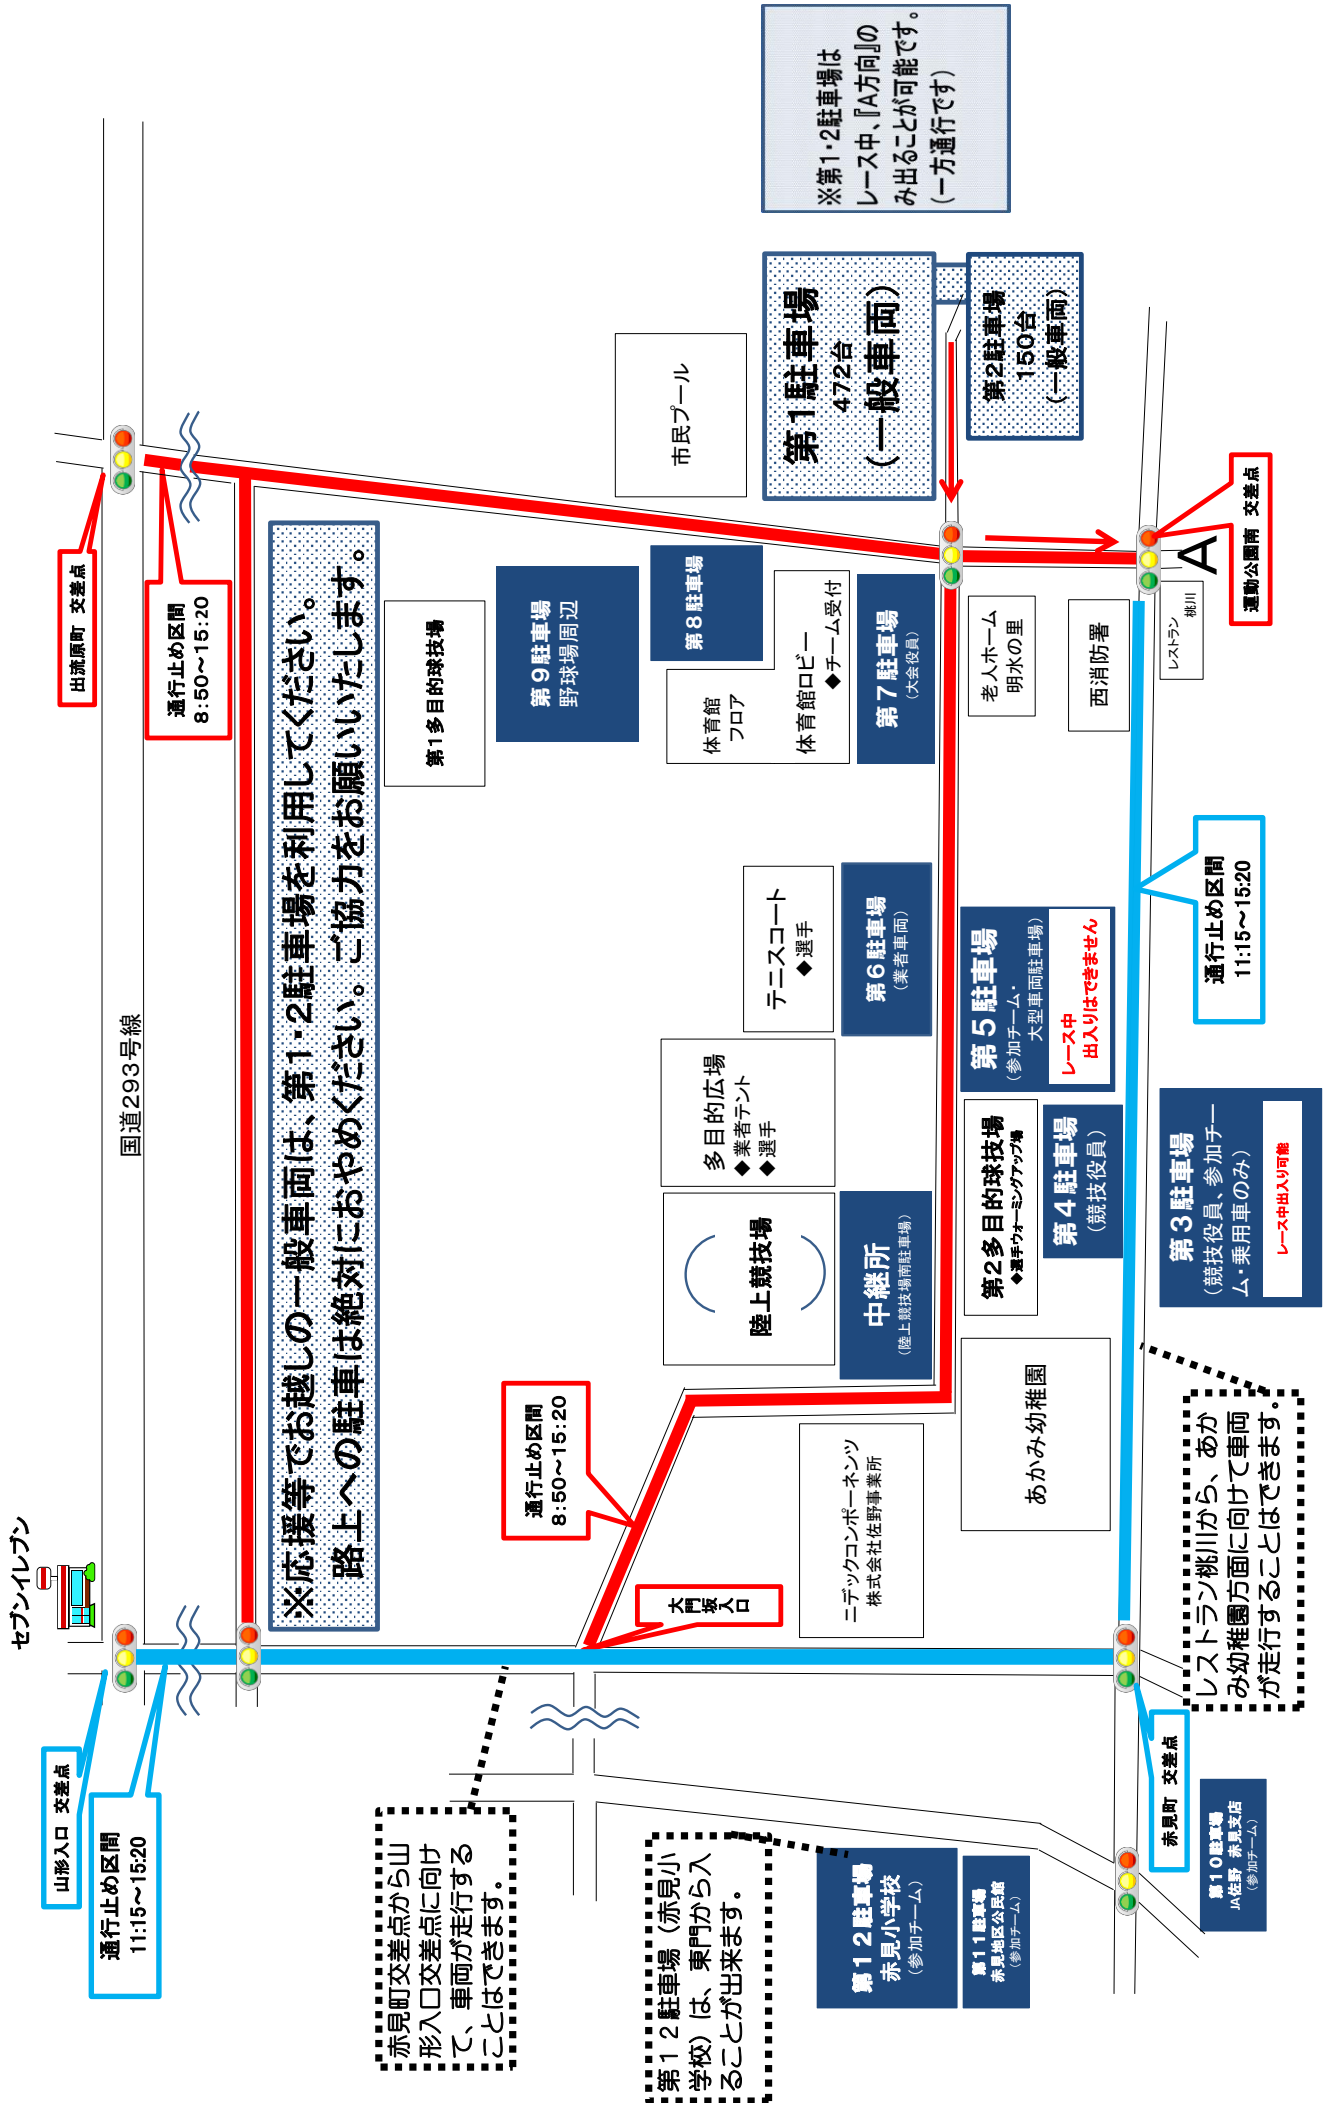 セブンイレブン
山形入口 交差点
通行止め区間
11:15~15:20
国道293号線
出流原町 交差点
通行止め区間
8:50~15:20
※応援等でお越しの一般車両は、第1・2駐車場を利用してください。
路上への駐車は絶対におやめください。ご協力をお願いいたします。
赤見町交差点から山
形入口交差点に向け
て、車両が走行する
ことはできます。
第12駐車場(赤見小
学校)は、東門から入
ることが出来ます。
通行止め区間
8:50~15:20
大門
坂入
口
第1多目的球技場
第9駐車場
野球場周辺
第8駐車場
市民プール
体育館
フロア
体育館ロビー
◆チーム受付
第7駐車場
(大会役員)
テニスコート
◆選手
第6駐車場
(業者車両)
多目的広場
◆業者テント
◆選手
陸上競技場
中継所
(陸上競技場南駐車場)
ニデックコンポーネンツ
株式会社佐野事業所
※第1・2駐車場は
レース中、『A方向』の
み出ることが可能です。
(一方通行です)
第1駐車場
472台
(一般車両)
第2駐車場
150台
(一般車両)
老人ホーム
明水の里
西消防署
レストラン
桃川
A
運動公園南 交差点
第5駐車場
(参加チーム・
大型車両駐車場)
レース中
出入りはできません
第2多目的球技場
◆選手ウォーミングアップ場
第4駐車場
(競技役員)
あかみ幼稚園
通行止め区間
11:15~15:20
第3駐車場
(競技役員、参加チー
ム・乗用車のみ)
レース中出入り可能
レストラン桃川から、あか
み幼稚園方面に向けて車両
が走行することはできます。
赤見町 交差点
第12駐車場
赤見小学校
(参加チーム)
第11駐車場
赤見地区公民館
(参加チーム)
第10駐車場
JA佐野 赤見支店
(参加チーム)